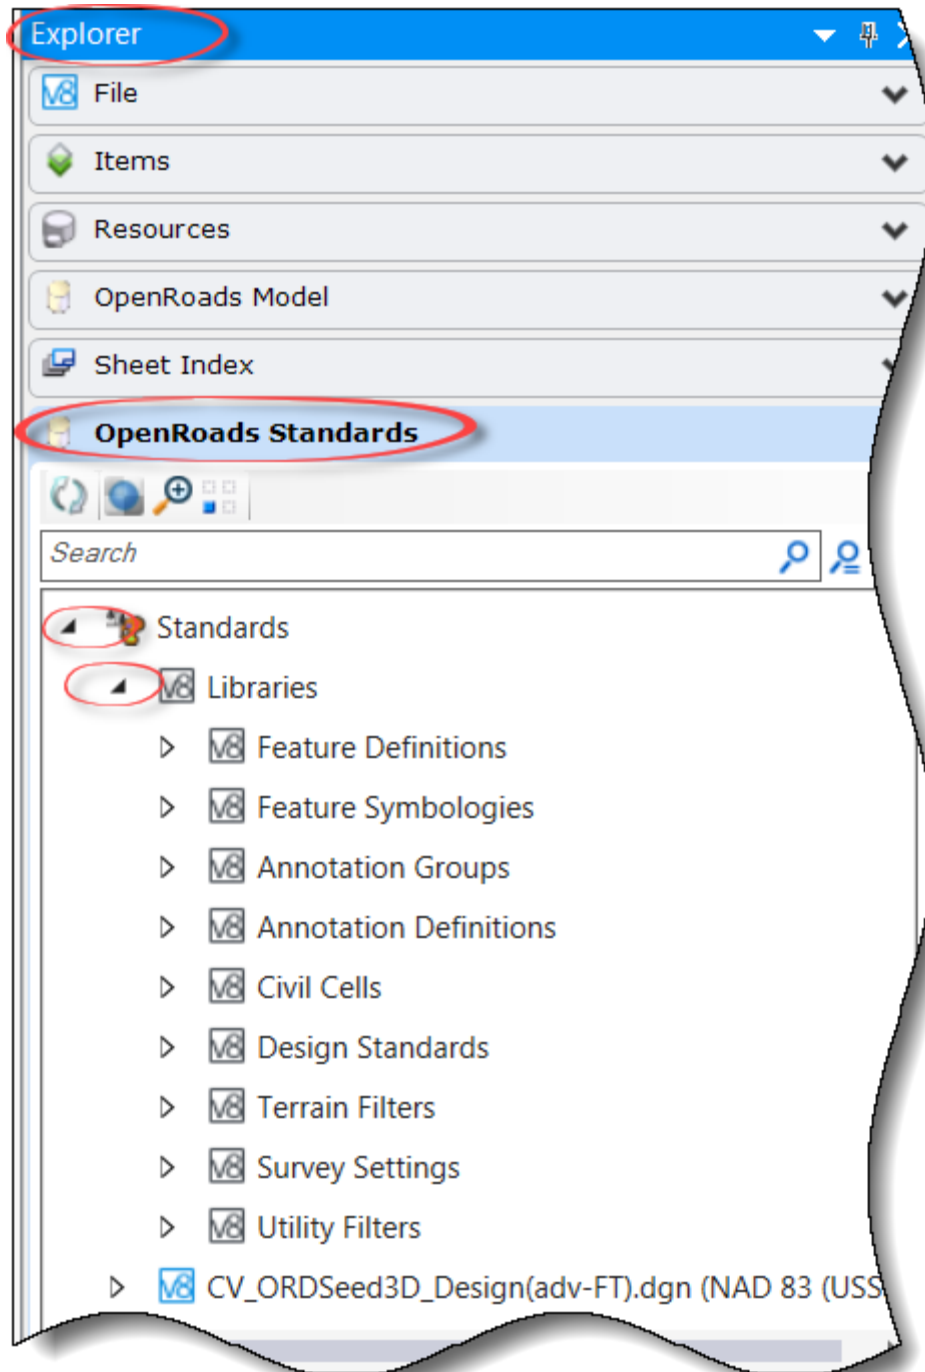 Explorer
File
Items
Resources
OpenRoads Model
Sheet Index
OpenRoads Standards
Search
Standards
Libraries
Feature Definitions
Feature Symbologies
Annotation Groups
Annotation Definitions
Civil Cells
Design Standards
Terrain Filters
Survey Settings
Utility Filters
CV_ORDSeed3D_Design(adv-FT).dgn (NAD 83 (USS